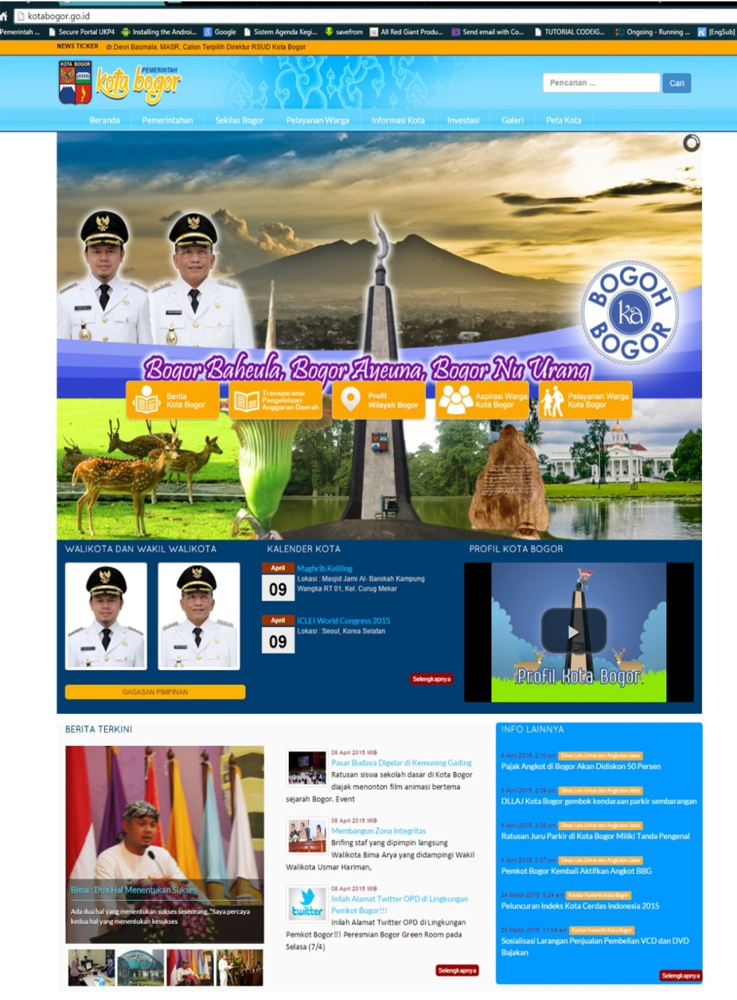 kotabogor.go.id
Pemerintah ... Secure Portal UKP4 Installing the Androi... Google Sistem Agenda Kegi... savefrom All Red Giant Produ... Send email with Co... TUTORIAL CODEIG... Ongoing - Running ... [EngSub]
NEWS TICKER dr.Dewi Basmala, MASR; Calon Terpilih Direktur RSUD Kota Bogor
KOTA BOGOR
PEMERINTAH
kota bogor
Pencarian ... Cari
Beranda Pemerintahan Sekilas Bogor Pelayanan Warga Informasi Kota Investasi Galeri Peta Kota
BOGOH
ka
BOGOR
Bogor Baheula, Bogor Ayeuna, Bogor Nu Urang
Berita
Kota Bogor
Transparansi
Pengelolaan
Anggaran Daerah
Profil
Wilayah Bogor
Aspirasi Warga
Kota Bogor
Pelayanan Warga
Kota Bogor
WALIKOTA DAN WAKIL WALIKOTA
GAGASAN PIMPINAN
KALENDER KOTA
April
09
Maghrib Keliling
Lokasi : Masjid Jami Al- Barokah Kampung
Wangka RT 01, Kel. Curug Mekar
April
09
ICLEI World Congress 2015
Lokasi : Seoul, Korea Selatan
Selengkapnya
PROFIL KOTA BOGOR
Profil Kota Bogor
BERITA TERKINI
Bima : Dua Hal Menentukan Sukses
Ada dua hal yang menentukan sukses seseorang. "Saya percaya
kedua hal yang menentukan kesukses
08 April 2015 WIB
Pasar Budaya Digelar di Kemuning Gading
Ratusan siswa sekolah dasar di Kota Bogor
diajak menonton film animasi bertema
sejarah Bogor. Event
08 April 2015 WIB
Membangun Zona Integritas
Brifing staf yang dipimpin langsung
Walikota Bima Arya yang didampingi Wakil
Walikota Usmar Hariman,
twitter
08 April 2015 WIB
Inilah Alamat Twitter OPD di Lingkungan
Pemkot Bogor!!!
Inilah Alamat Twitter OPD di Lingkungan
Pemkot Bogor!!! Peresmian Bogor Green Room pada
Selasa (7/4)
Selengkapnya
INFO LAINNYA
6 April 2015, 2:10 pm Dinas Lalu Lintas dan Angkutan Jalan
Pajak Angkot di Bogor Akan Didiskon 50 Persen
6 April 2015, 2:09 pm Dinas Lalu Lintas dan Angkutan Jalan
DLLAJ Kota Bogor gembok kendaraan parkir sembarangan
6 April 2015, 2:08 pm Dinas Lalu Lintas dan Angkutan Jalan
Ratusan Juru Parkir di Kota Bogor Miliki Tanda Pengenal
6 April 2015, 2:07 pm Dinas Lalu Lintas dan Angkutan Jalan
Pemkot Bogor Kembali Aktifkan Angkot BBG
24 March 2015, 3:24 am Kantor Kominfo Kota Bogor
Peluncuran Indeks Kota Cerdas Indonesia 2015
23 March 2015, 11:04 am Kantor Kominfo Kota Bogor
Sosialisasi Larangan Penjualan Pembelian VCD dan DVD
Bajakan
Selengkapnya